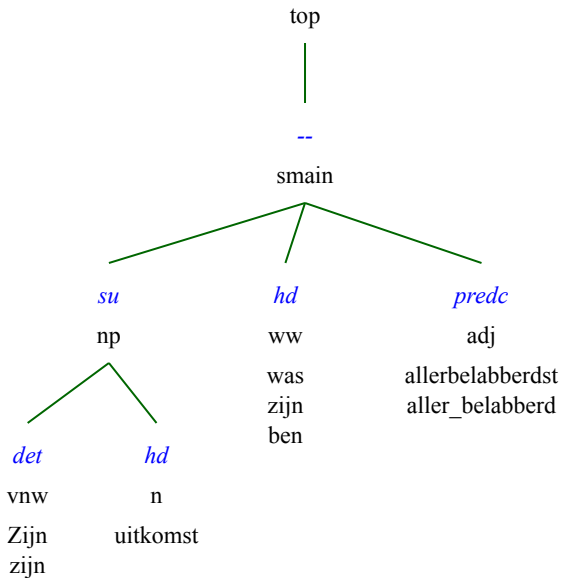 top
--
smain
su hd predc
np ww adj
was allerbelabberdst
zijn aller_belabberd
ben
det hd
vnw n
Zijn uitkomst
zijn